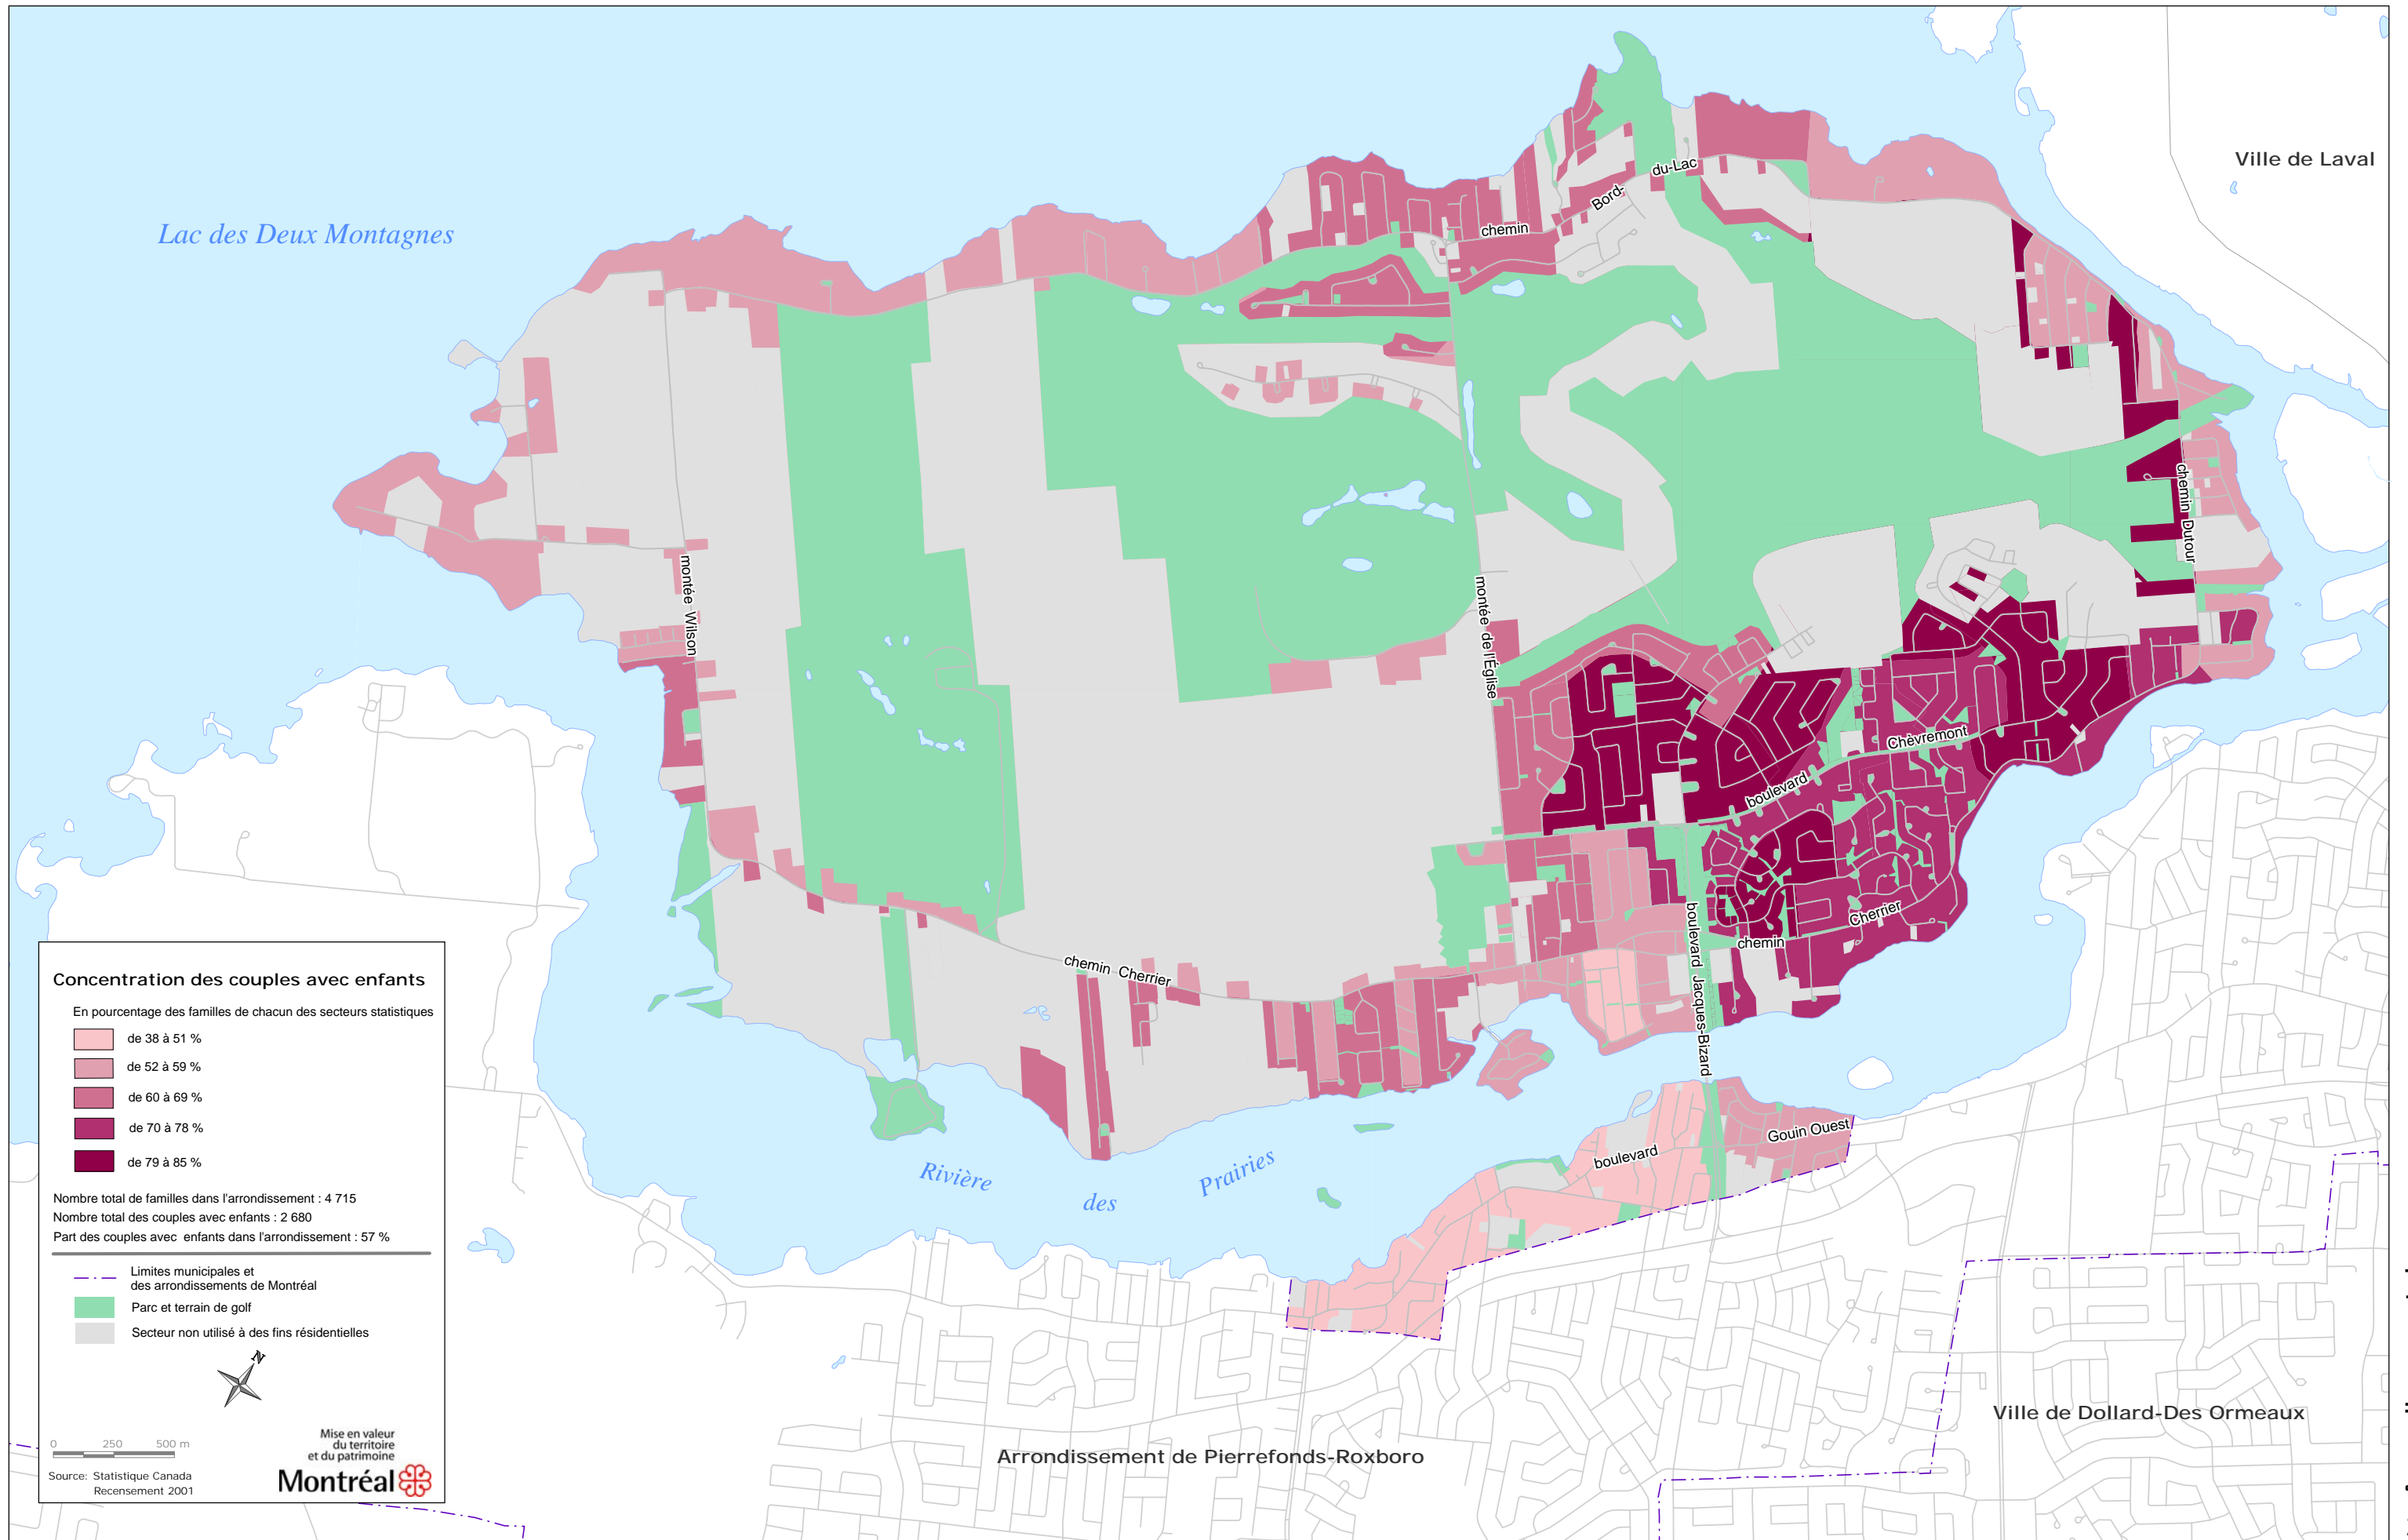 Ville de Laval
Lac des Deux Montagnes
chemin
Bord-
du-Lac
chemin Dutour
montée Wilson
montée de l'Église
Chèvremont
boulevard
Cherrier
chemin
boulevard Jacques-Bizard
chemin Cherrier
Gouin Ouest
boulevard
Rivière
des
Prairies
Ville de Dollard-Des Ormeaux
Arrondissement de Pierrefonds-Roxboro
Concentration des couples avec enfants
En pourcentage des familles de chacun des secteurs statistiques
de 38 à 51 %
de 52 à 59 %
de 60 à 69 %
de 70 à 78 %
de 79 à 85 %
Nombre total de familles dans l'arrondissement : 4 715
Nombre total des couples avec enfants : 2 680
Part des couples avec enfants dans l'arrondissement : 57 %
Limites municipales et
des arrondissements de Montréal
Parc et terrain de golf
Secteur non utilisé à des fins résidentielles
N
0 250 500 m
Source: Statistique Canada
Recensement 2001
Mise en valeur
du territoire
et du patrimoine
Montréal